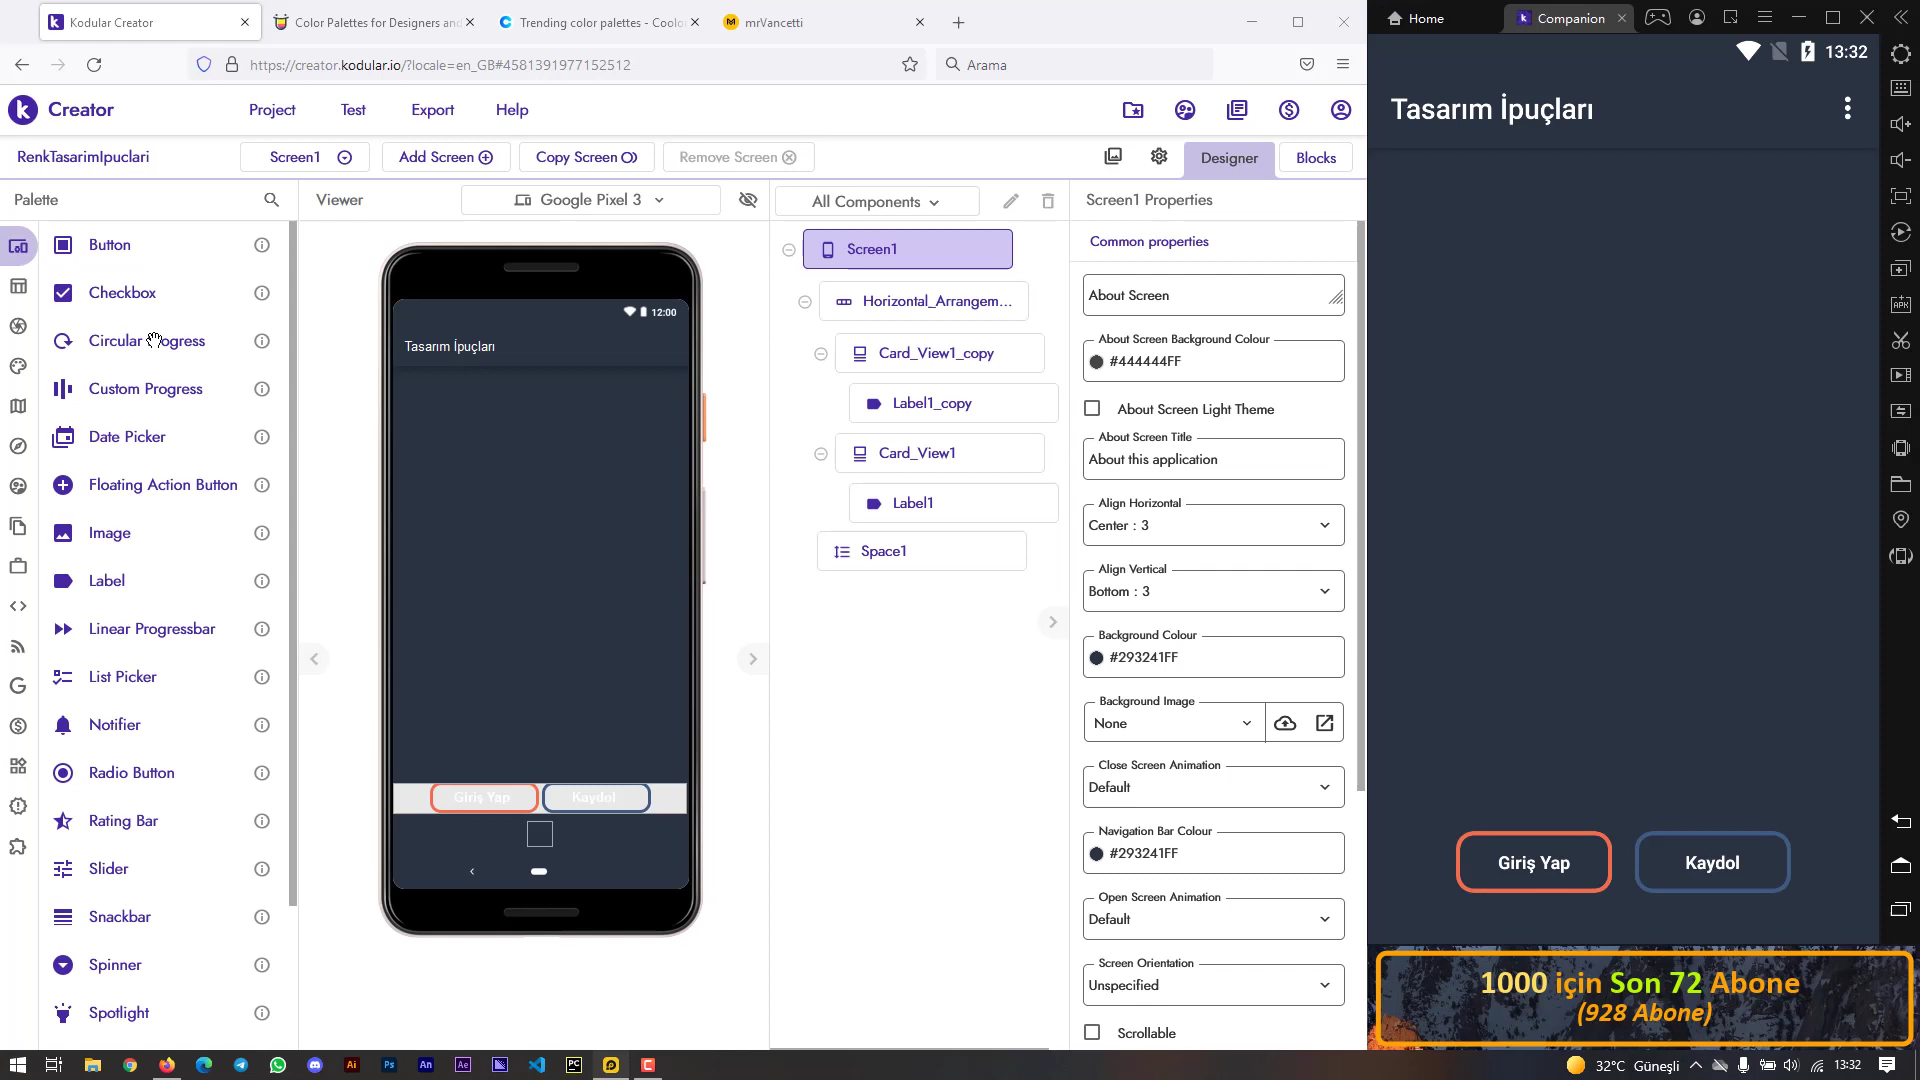 Kodular Creator
Color Palettes for Designers and
Trending color palettes - Coolo
mrVancetti
https://creator.kodular.io/?locale=en_GB#4581391977152512
Arama
Creator
Project
Test
Export
Help
RenkTasarimIpuclari
Screen1
Add Screen
Copy Screen
Remove Screen
Designer
Blocks
Palette
Viewer
Google Pixel 3
All Components
Screen1 Properties
Button
Checkbox
Circular Progress
Custom Progress
Date Picker
Floating Action Button
Image
Label
Linear Progressbar
List Picker
Notifier
Radio Button
Rating Bar
Slider
Snackbar
Spinner
Spotlight
12:00
Tasarım İpuçları
Giriş Yap
Kaydol
Screen1
Horizontal_Arrangem...
Card_View1_copy
Label1_copy
Card_View1
Label1
Space1
Common properties
About Screen
About Screen Background Colour
#444444FF
About Screen Light Theme
About Screen Title
About this application
Align Horizontal
Center : 3
Align Vertical
Bottom : 3
Background Colour
#293241FF
Background Image
None
Close Screen Animation
Default
Navigation Bar Colour
#293241FF
Open Screen Animation
Default
Screen Orientation
Unspecified
Scrollable
Home
Companion
13:32
Tasarım İpuçları
Giriş Yap
Kaydol
APK
1000 için Son 72 Abone
(928 Abone)
Ai
Ps
An
Ae
PC
32°C Güneşli
13:32